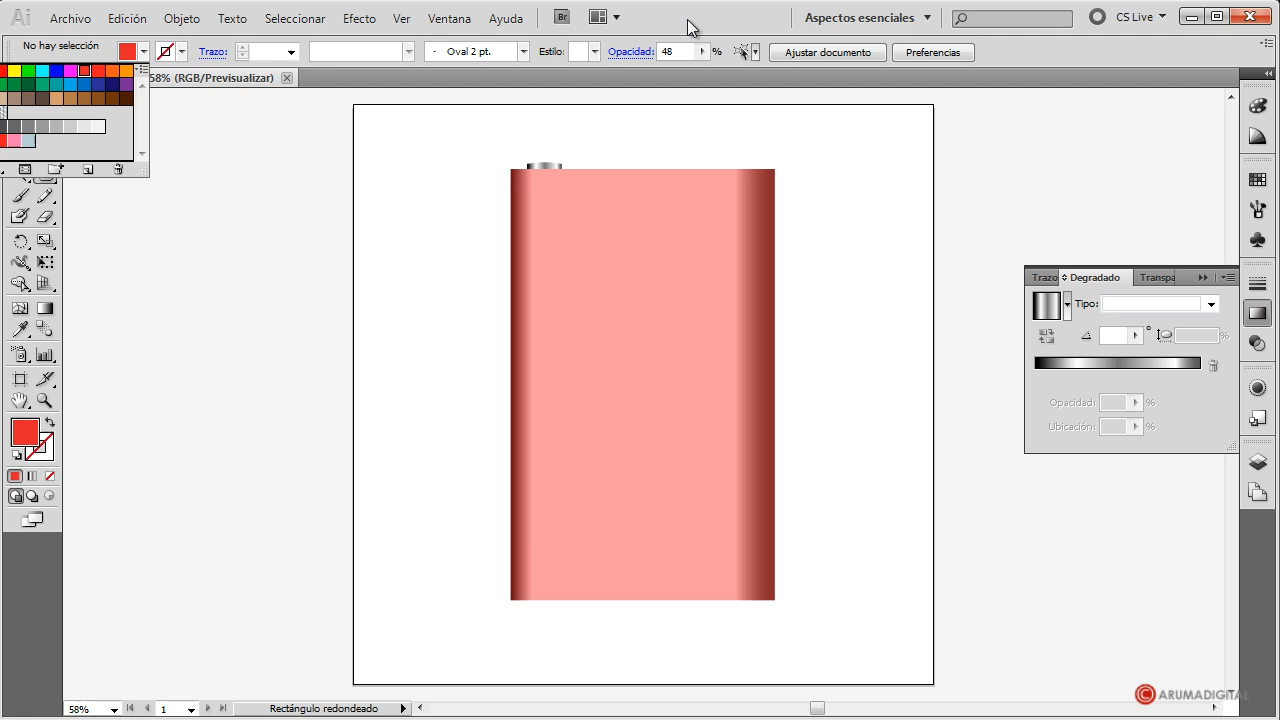 Ai Archivo Edición Objeto Texto Seleccionar Efecto Ver Ventana Ayuda Br Aspectos esenciales CS Live
No hay selección Trazo: Oval 2 pt. Estilo: Opacidad: 48 % Ajustar documento Preferencias
58% (RGB/Previsualizar)
Trazo Degradado Transpa
Tipo:
° %
Opacidad: %
Ubicación: %
58% 1 Rectángulo redondeado
C ARUMADIGITAL